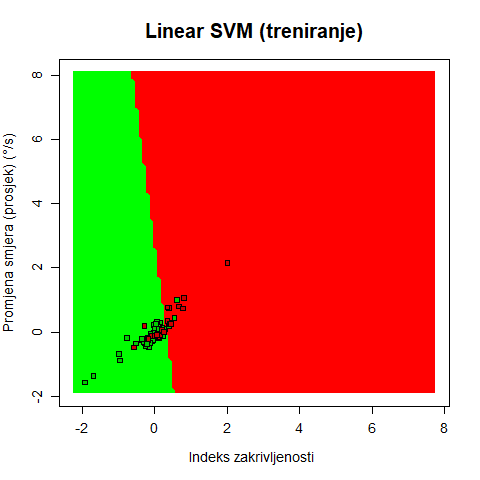 Linear SVM (treniranje)
Promjena smjera (prosjek) (°/s)
8
6
4
2
0
-2
-2 0 2 4 6 8
Indeks zakrivljenosti